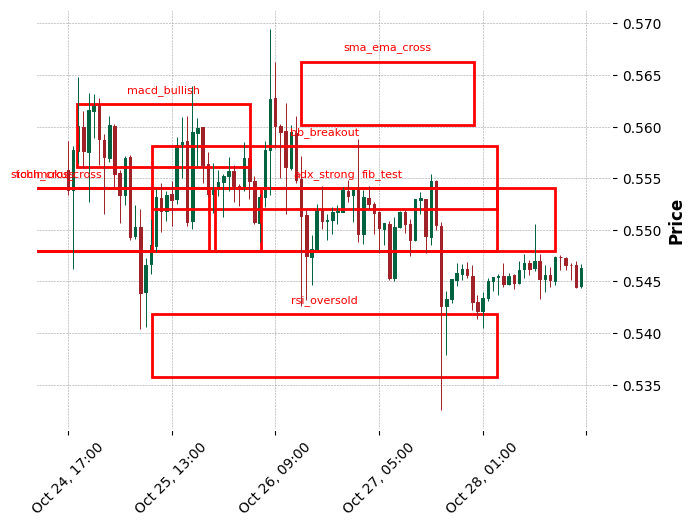 0.570
sma_ema_cross
0.565
macd_bullish
0.560
bb_breakout
0.555
adx_strong
fib_test
0.550
Price
0.545
rsi_oversold
0.540
0.535
Oct 24, 17:00
Oct 25, 13:00
Oct 26, 09:00
Oct 27, 05:00
Oct 28, 01:00